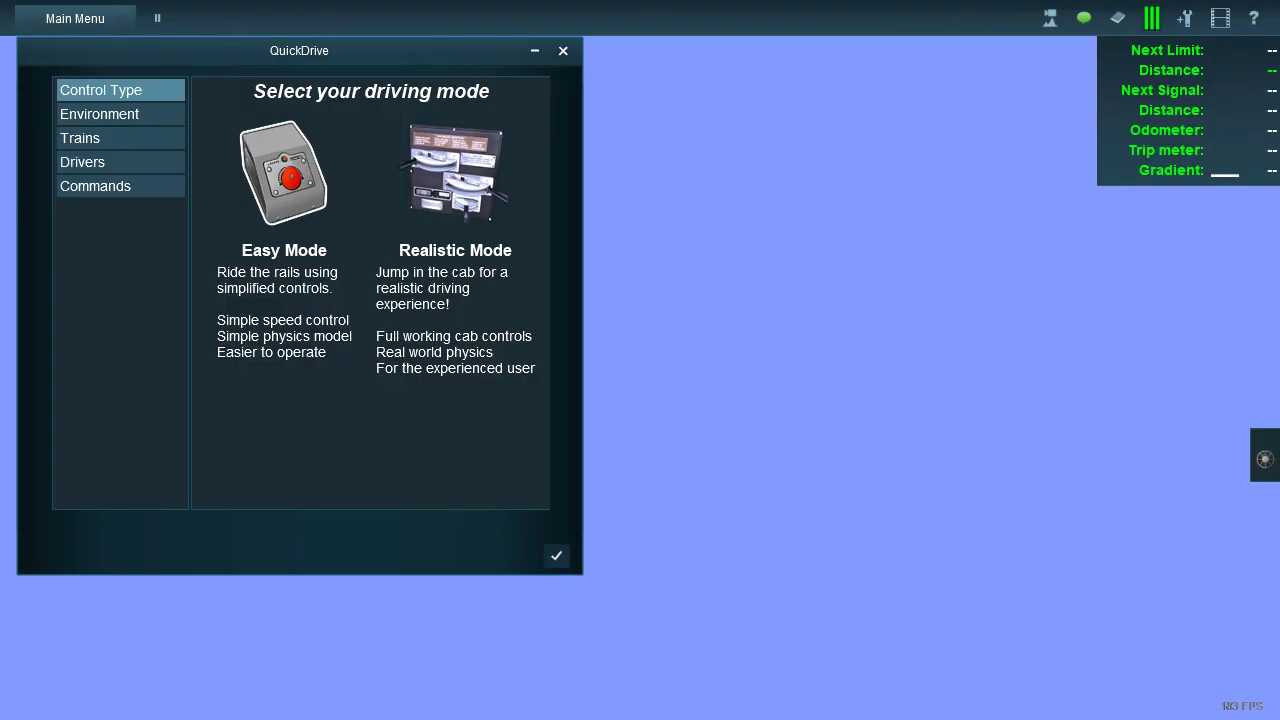 Main Menu
QuickDrive
Control Type
Environment
Trains
Drivers
Commands
Select your driving mode
Easy Mode
Ride the rails using
simplified controls.
Simple speed control
Simple physics model
Easier to operate
Realistic Mode
Jump in the cab for a
realistic driving
experience!
Full working cab controls
Real world physics
For the experienced user
Next Limit: --
Distance: --
Next Signal: --
Distance: --
Odometer: --
Trip meter: --
Gradient: --